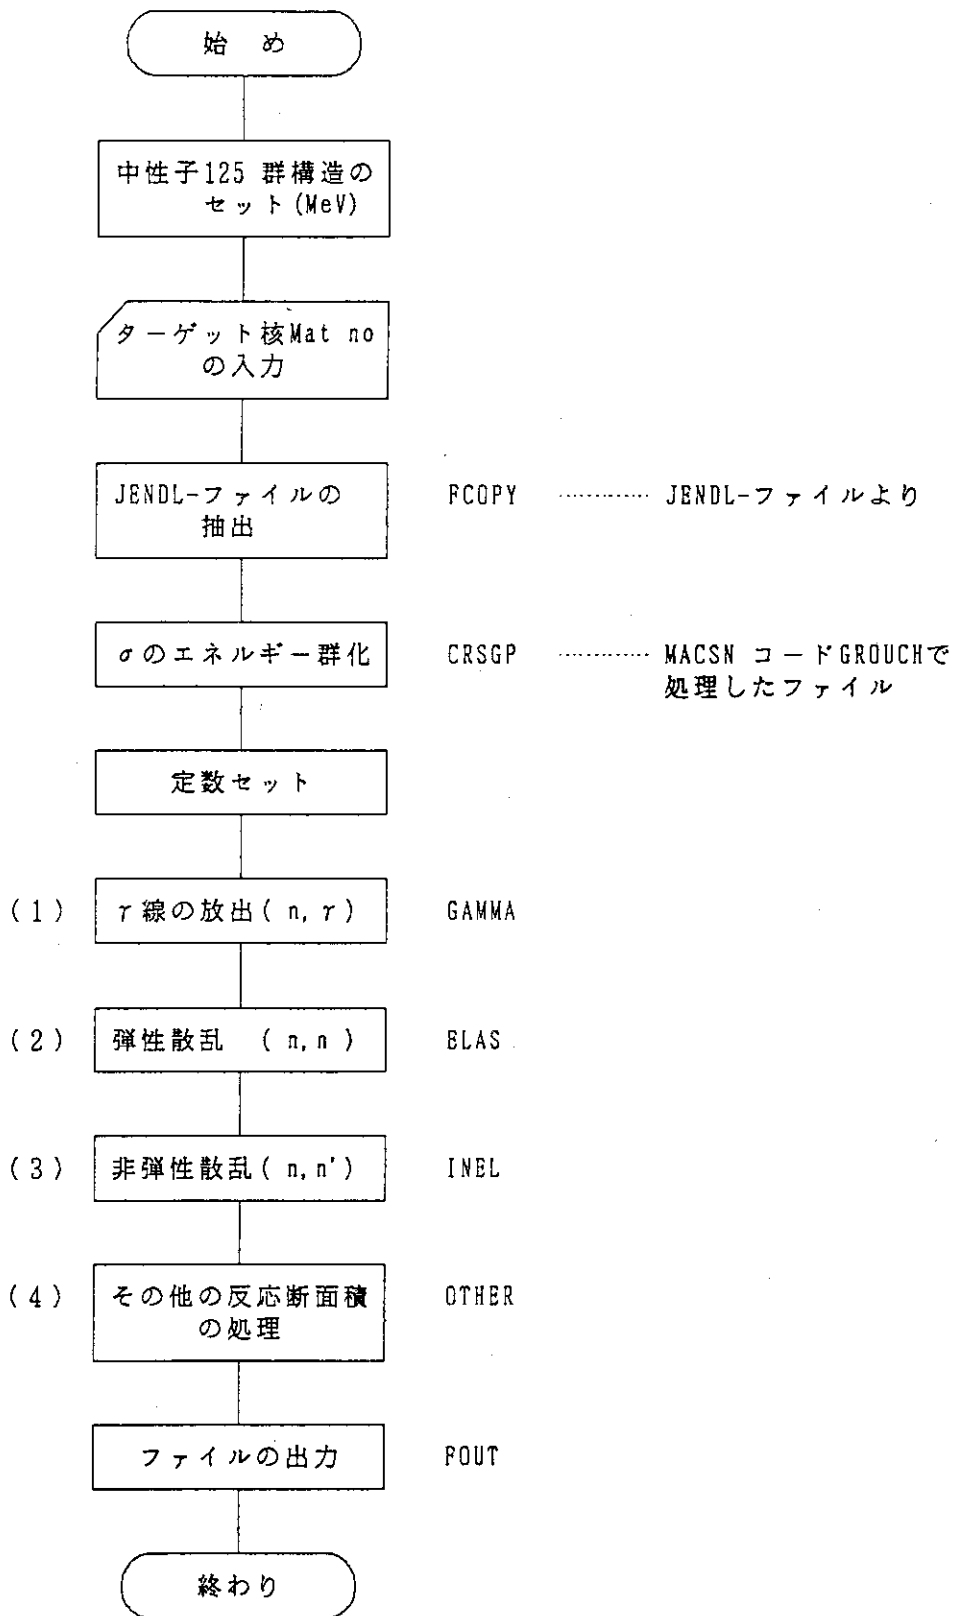 始 め
中性子125 群構造の
セット(MeV)
ターゲット核Mat no
の入力
JENDL-ファイルの
抽出
FCOPY ………… JENDL-ファイルより
σのエネルギー群化
CRSGP ………… MACSN コードGROUCHで
処理したファイル
定数セット
(1) γ線の放出( n, γ) GAMMA
(2) 弾性散乱 ( n, n ) ELAS
(3) 非弾性散乱( n, n') INEL
(4) その他の反応断面積
の処理
OTHER
ファイルの出力 FOUT
終わり